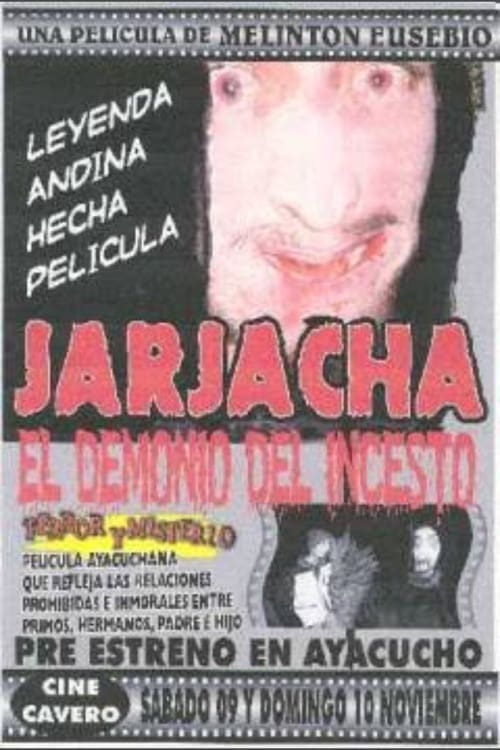 UNA PELICULA DE MELINTON EUSEBIO
LEYENDA
ANDINA
HECHA
PELICULA
JARJACHA
EL DEMONIO DEL INCESTO
TERROR Y MISTERIO
PELICULA AYACUCHANA
QUE REFLEJA LAS RELACIONES
PROHIBIDAS E INMORALES ENTRE
PRIMOS, HERMANOS, PADRE E HIJO
PRE ESTRENO EN AYACUCHO
CINE
CAVERO
SABADO 09 Y DOMINGO 10 NOVIEMBRE